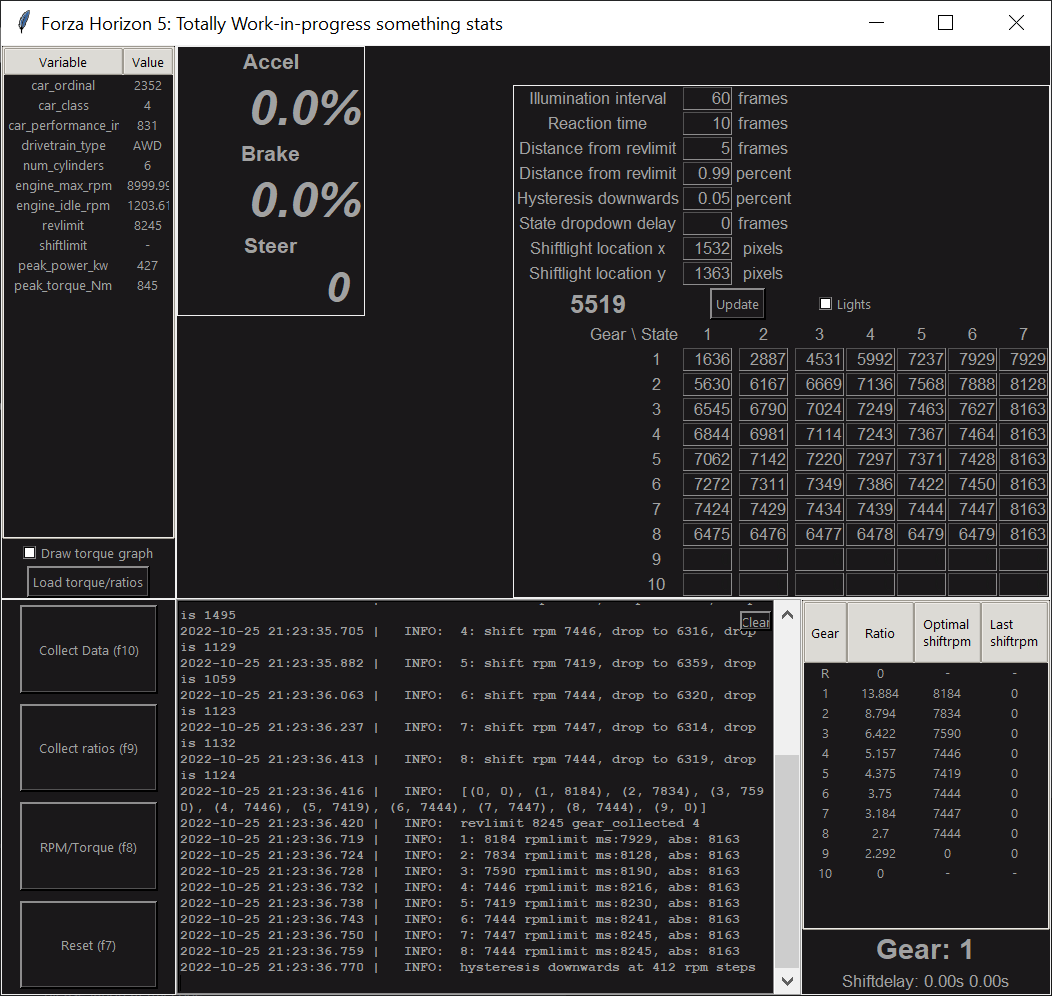 Forza Horizon 5: Totally Work-in-progress something stats
Variable Value
car_ordinal 2352
car_class 4
car_performance_ir 831
drivetrain_type AWD
num_cylinders 6
engine_max_rpm 8999.99
engine_idle_rpm 1203.61
revlimit 8245
shiftlimit -
peak_power_kw 427
peak_torque_Nm 845
Draw torque graph
Load torque/ratios
Accel
0.0%
Brake
0.0%
Steer
0
Illumination interval 60 frames
Reaction time 10 frames
Distance from revlimit 5 frames
Distance from revlimit 0.99 percent
Hysteresis downwards 0.05 percent
State dropdown delay 0 frames
Shiftlight location x 1532 pixels
Shiftlight location y 1363 pixels
5519 Update Lights
Gear \ State 1 2 3 4 5 6 7
1 1636 2887 4531 5992 7237 7929 7929
2 5630 6167 6669 7136 7568 7888 8128
3 6545 6790 7024 7249 7463 7627 8163
4 6844 6981 7114 7243 7367 7464 8163
5 7062 7142 7220 7297 7371 7428 8163
6 7272 7311 7349 7386 7422 7450 8163
7 7424 7429 7434 7439 7444 7447 8163
8 6475 6476 6477 6478 6479 6479 8163
9
10
Collect Data (f10)
Collect ratios (f9)
RPM/Torque (f8)
Reset (f7)
Clear
is 1495
2022-10-25 21:23:35.705 | INFO: 4: shift rpm 7446, drop to 6316, drop
is 1129
2022-10-25 21:23:35.882 | INFO: 5: shift rpm 7419, drop to 6359, drop
is 1059
2022-10-25 21:23:36.063 | INFO: 6: shift rpm 7444, drop to 6320, drop
is 1123
2022-10-25 21:23:36.237 | INFO: 7: shift rpm 7447, drop to 6314, drop
is 1132
2022-10-25 21:23:36.413 | INFO: 8: shift rpm 7444, drop to 6319, drop
is 1124
2022-10-25 21:23:36.416 | INFO: [(0, 0), (1, 8184), (2, 7834), (3, 759
0), (4, 7446), (5, 7419), (6, 7444), (7, 7447), (8, 7444), (9, 0)]
2022-10-25 21:23:36.420 | INFO: revlimit 8245 gear_collected 4
2022-10-25 21:23:36.719 | INFO: 1: 8184 rpmlimit ms:7929, abs: 8163
2022-10-25 21:23:36.724 | INFO: 2: 7834 rpmlimit ms:8128, abs: 8163
2022-10-25 21:23:36.728 | INFO: 3: 7590 rpmlimit ms:8190, abs: 8163
2022-10-25 21:23:36.732 | INFO: 4: 7446 rpmlimit ms:8216, abs: 8163
2022-10-25 21:23:36.738 | INFO: 5: 7419 rpmlimit ms:8230, abs: 8163
2022-10-25 21:23:36.743 | INFO: 6: 7444 rpmlimit ms:8241, abs: 8163
2022-10-25 21:23:36.750 | INFO: 7: 7447 rpmlimit ms:8245, abs: 8163
2022-10-25 21:23:36.759 | INFO: 8: 7444 rpmlimit ms:8245, abs: 8163
2022-10-25 21:23:36.770 | INFO: hysteresis downwards at 412 rpm steps
Gear Ratio Optimal shiftrpm Last shiftrpm
R 0 - -
1 13.884 8184 0
2 8.794 7834 0
3 6.422 7590 0
4 5.157 7446 0
5 4.375 7419 0
6 3.75 7444 0
7 3.184 7447 0
8 2.7 7444 0
9 2.292 0 0
10 0 - -
Gear: 1
Shiftdelay: 0.00s 0.00s